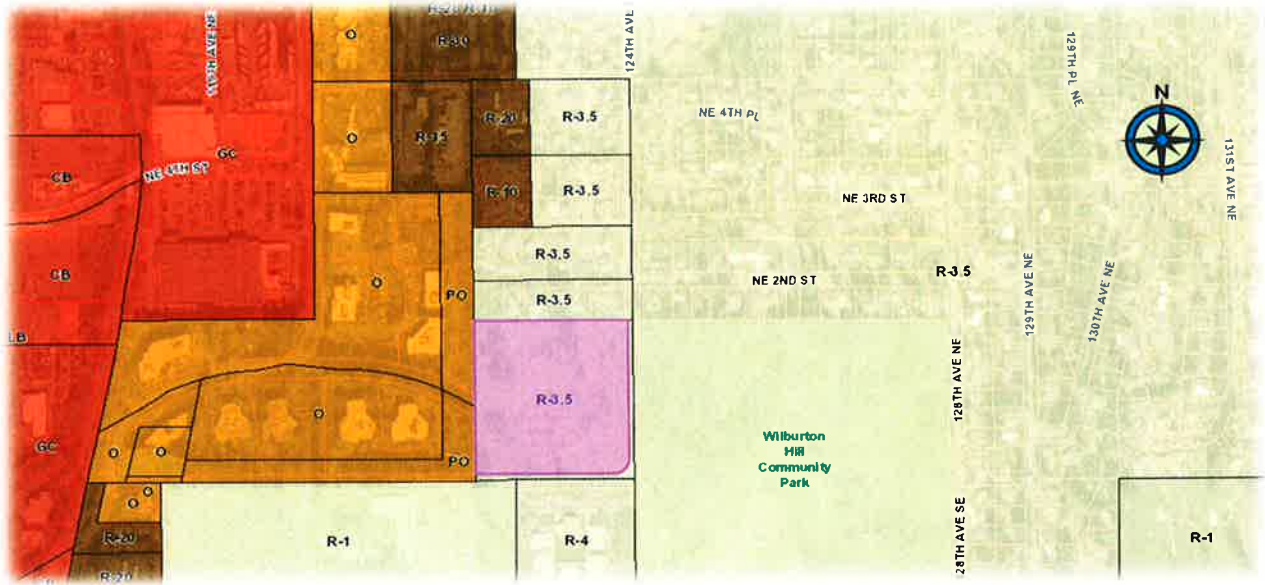 R-30
O
124TH AVE
129TH PL NE
N
NE 4TH PL
R-20
R-3.5
O
R-15
GC
CB
NE 4TH ST
131ST AVE NE
R-10
R-3.5
NE 3RD ST
R-3.5
CB
O
PO
NE 2ND ST
R-3.5
R-3.5
129TH AVE NE
130TH AVE NE
LB
128TH AVE NE
R-3.5
O
GC
O
O
PO
Wilburton
Hill
Community
Park
O
O
R-20
R-1
R-4
128TH AVE SE
R-1
R-20